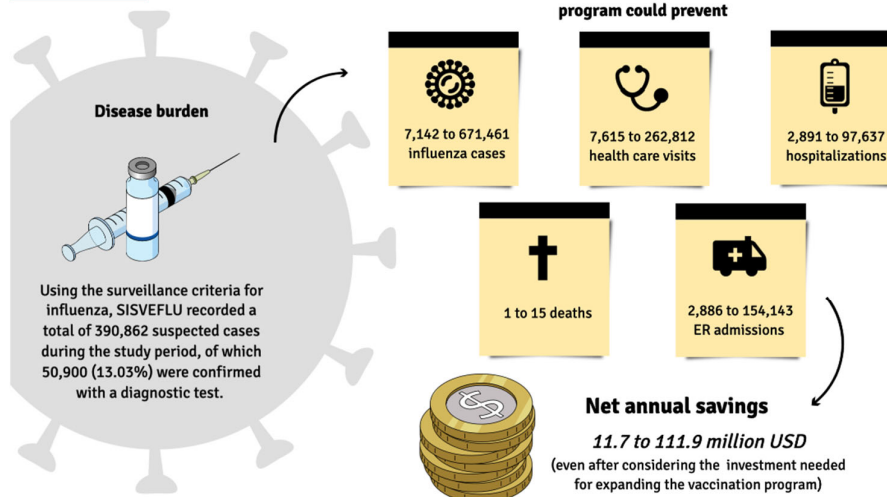 program could prevent
Disease burden
Using the surveillance criteria for
influenza, SISVEFLU recorded a
total of 390,862 suspected cases
during the study period, of which
50,900 (13.03%) were confirmed
with a diagnostic test.
7,142 to 671,461
influenza cases
7,615 to 262,812
health care visits
2,891 to 97,637
hospitalizations
1 to 15 deaths
2,886 to 154,143
ER admissions
Net annual savings
11.7 to 111.9 million USD
(even after considering the investment needed
for expanding the vaccination program)